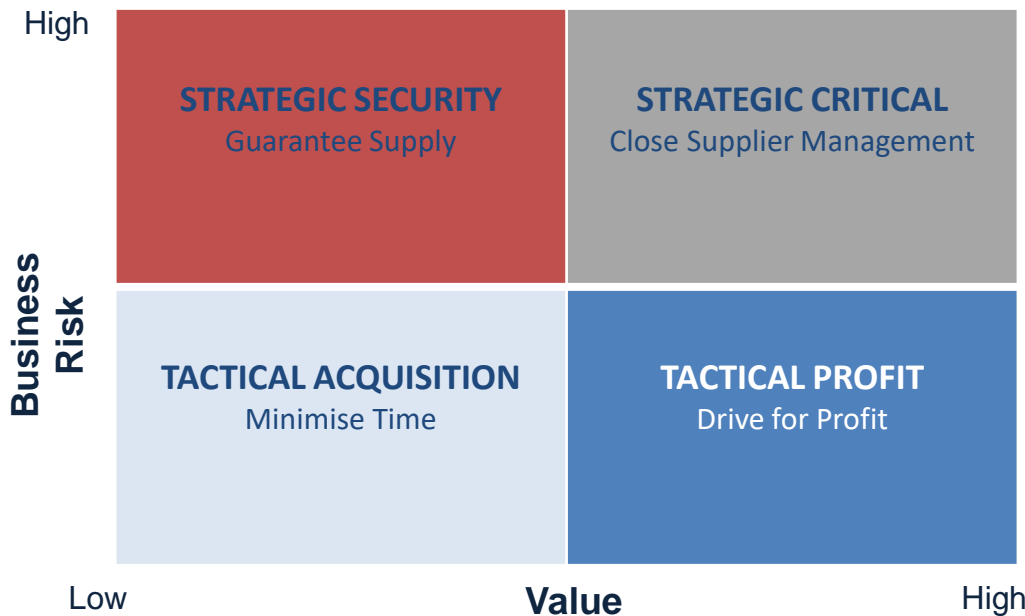 High
STRATEGIC SECURITY
Guarantee Supply
STRATEGIC CRITICAL
Close Supplier Management
Business
Risk
TACTICAL ACQUISITION
Minimise Time
TACTICAL PROFIT
Drive for Profit
Low
Value
High